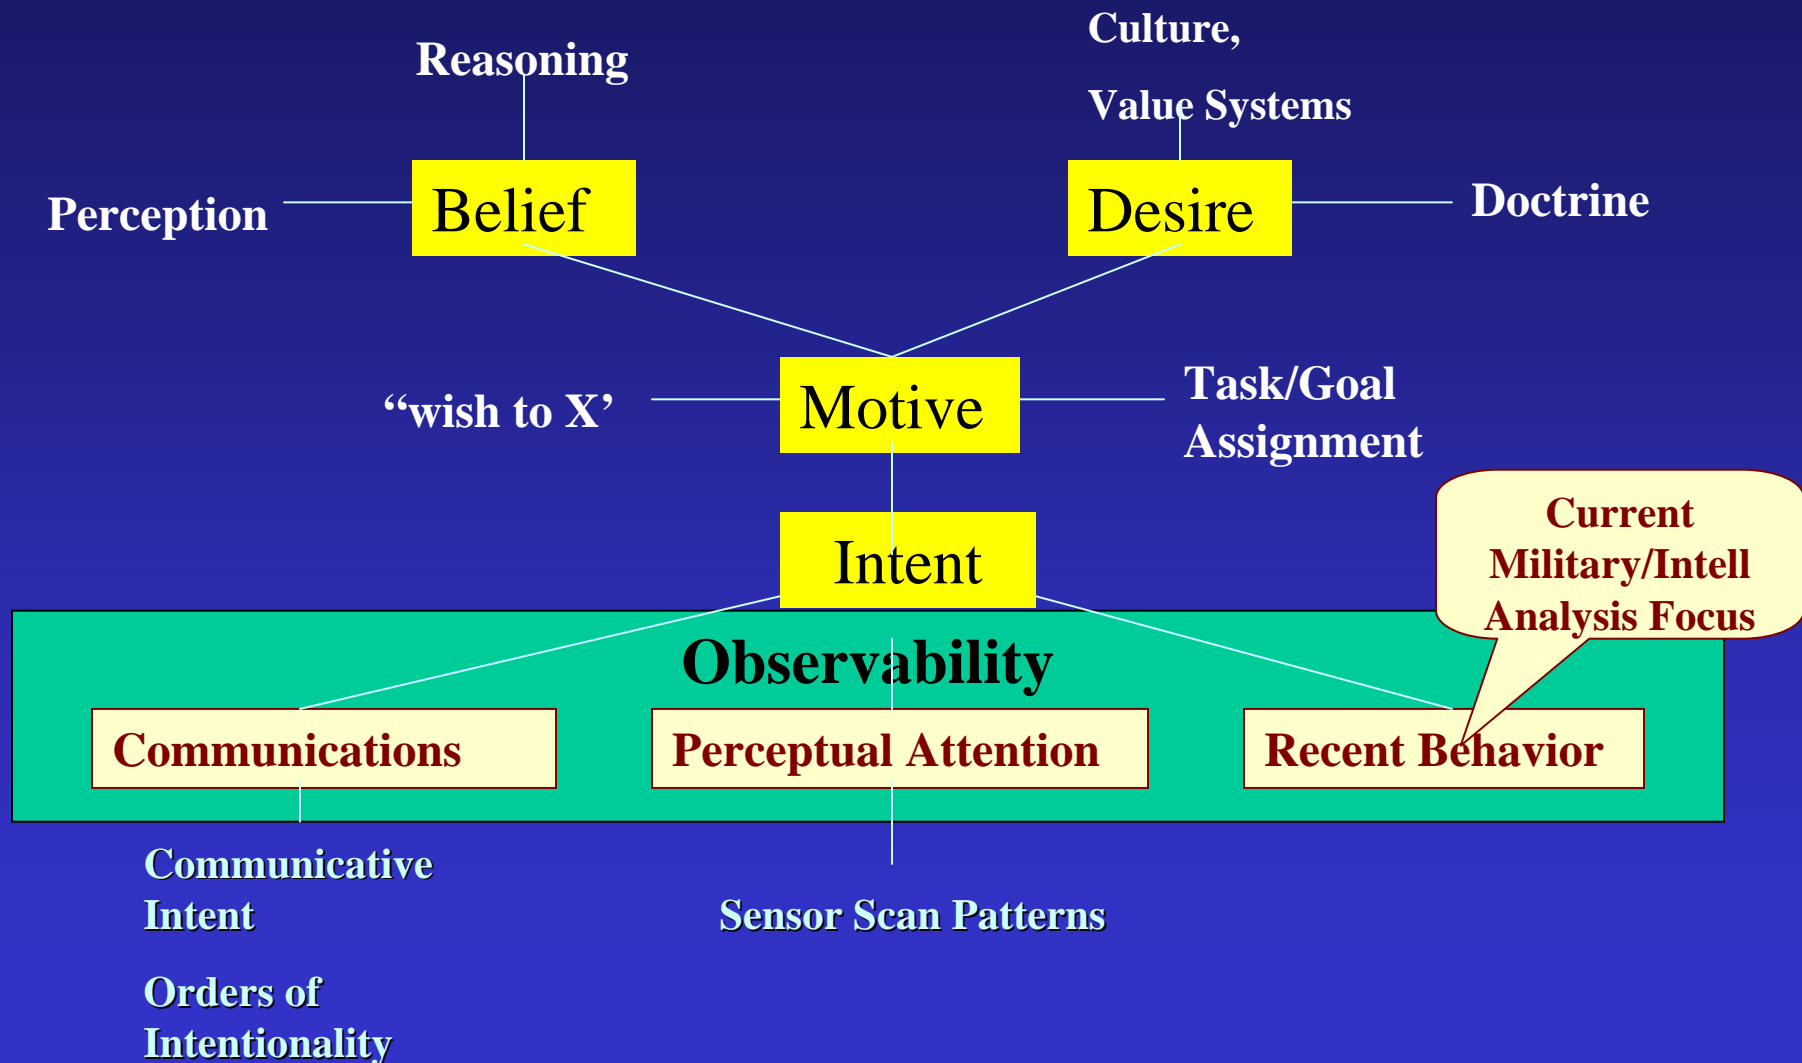 Reasoning
Culture,
Value Systems
Perception
Belief
Desire
Doctrine
“wish to X’
Motive
Task/Goal
Assignment
Intent
Current
Military/Intell
Analysis Focus
Observability
Communications
Perceptual Attention
Recent Behavior
Communicative
Intent
Sensor Scan Patterns
Orders of
Intentionality